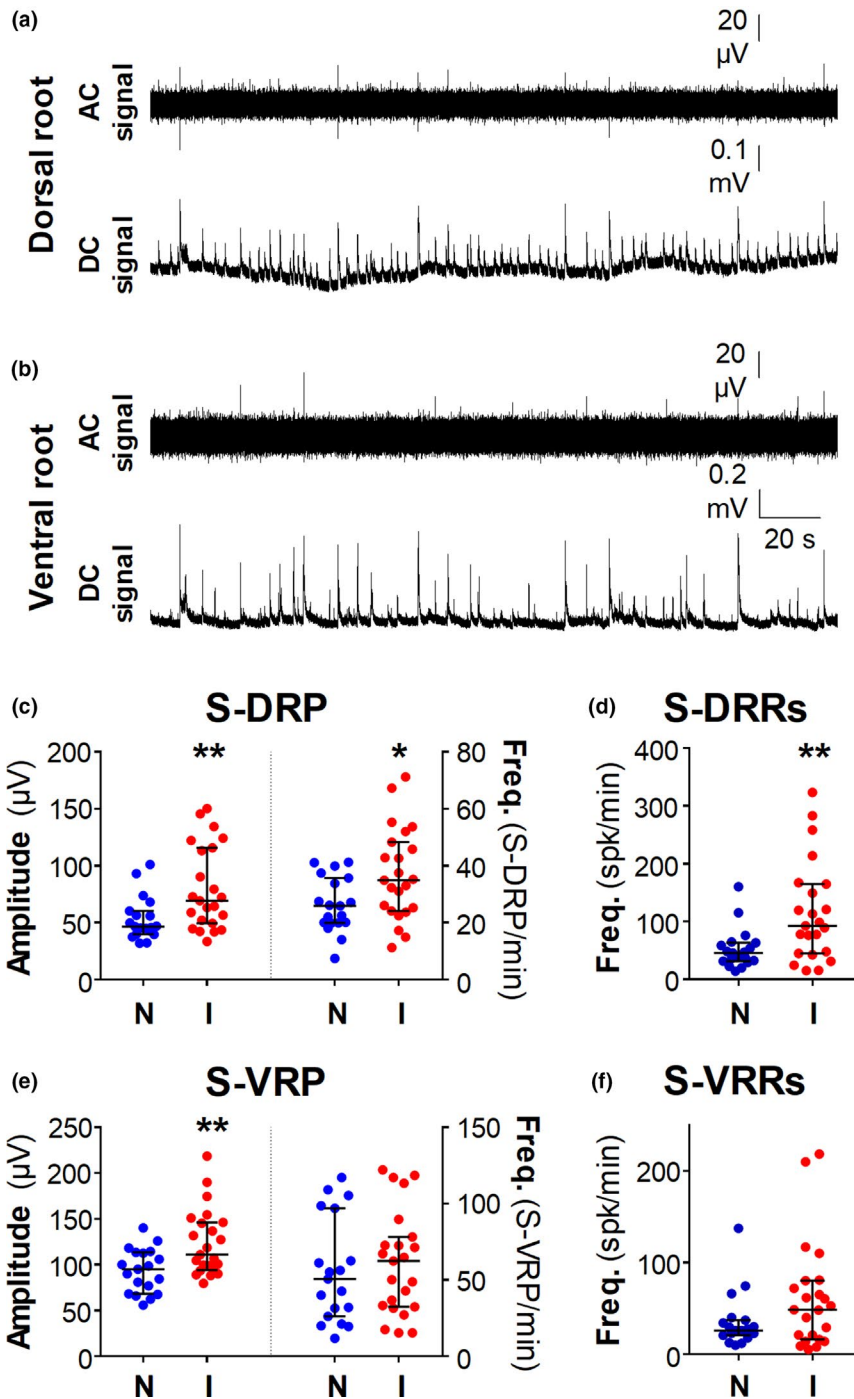 (a)
Dorsal root
AC
signal
20
µV
DC
signal
0.1
mV
(b)
Ventral root
AC
signal
20
µV
DC
signal
0.2
mV
20 s
(c)
S-DRP
Amplitude (µV)
200
150
100
50
0
**
*
80
60
40
20
0
Freq. (S-DRP/min)
N I N I
(d)
S-DRRs
Freq. (spk/min)
400
300
200
100
0
**
N I
(e)
S-VRP
Amplitude (µV)
250
200
150
100
50
0
**
150
100
50
0
Freq. (S-VRP/min)
N I N I
(f)
S-VRRs
Freq. (spk/min)
200
100
0
N I